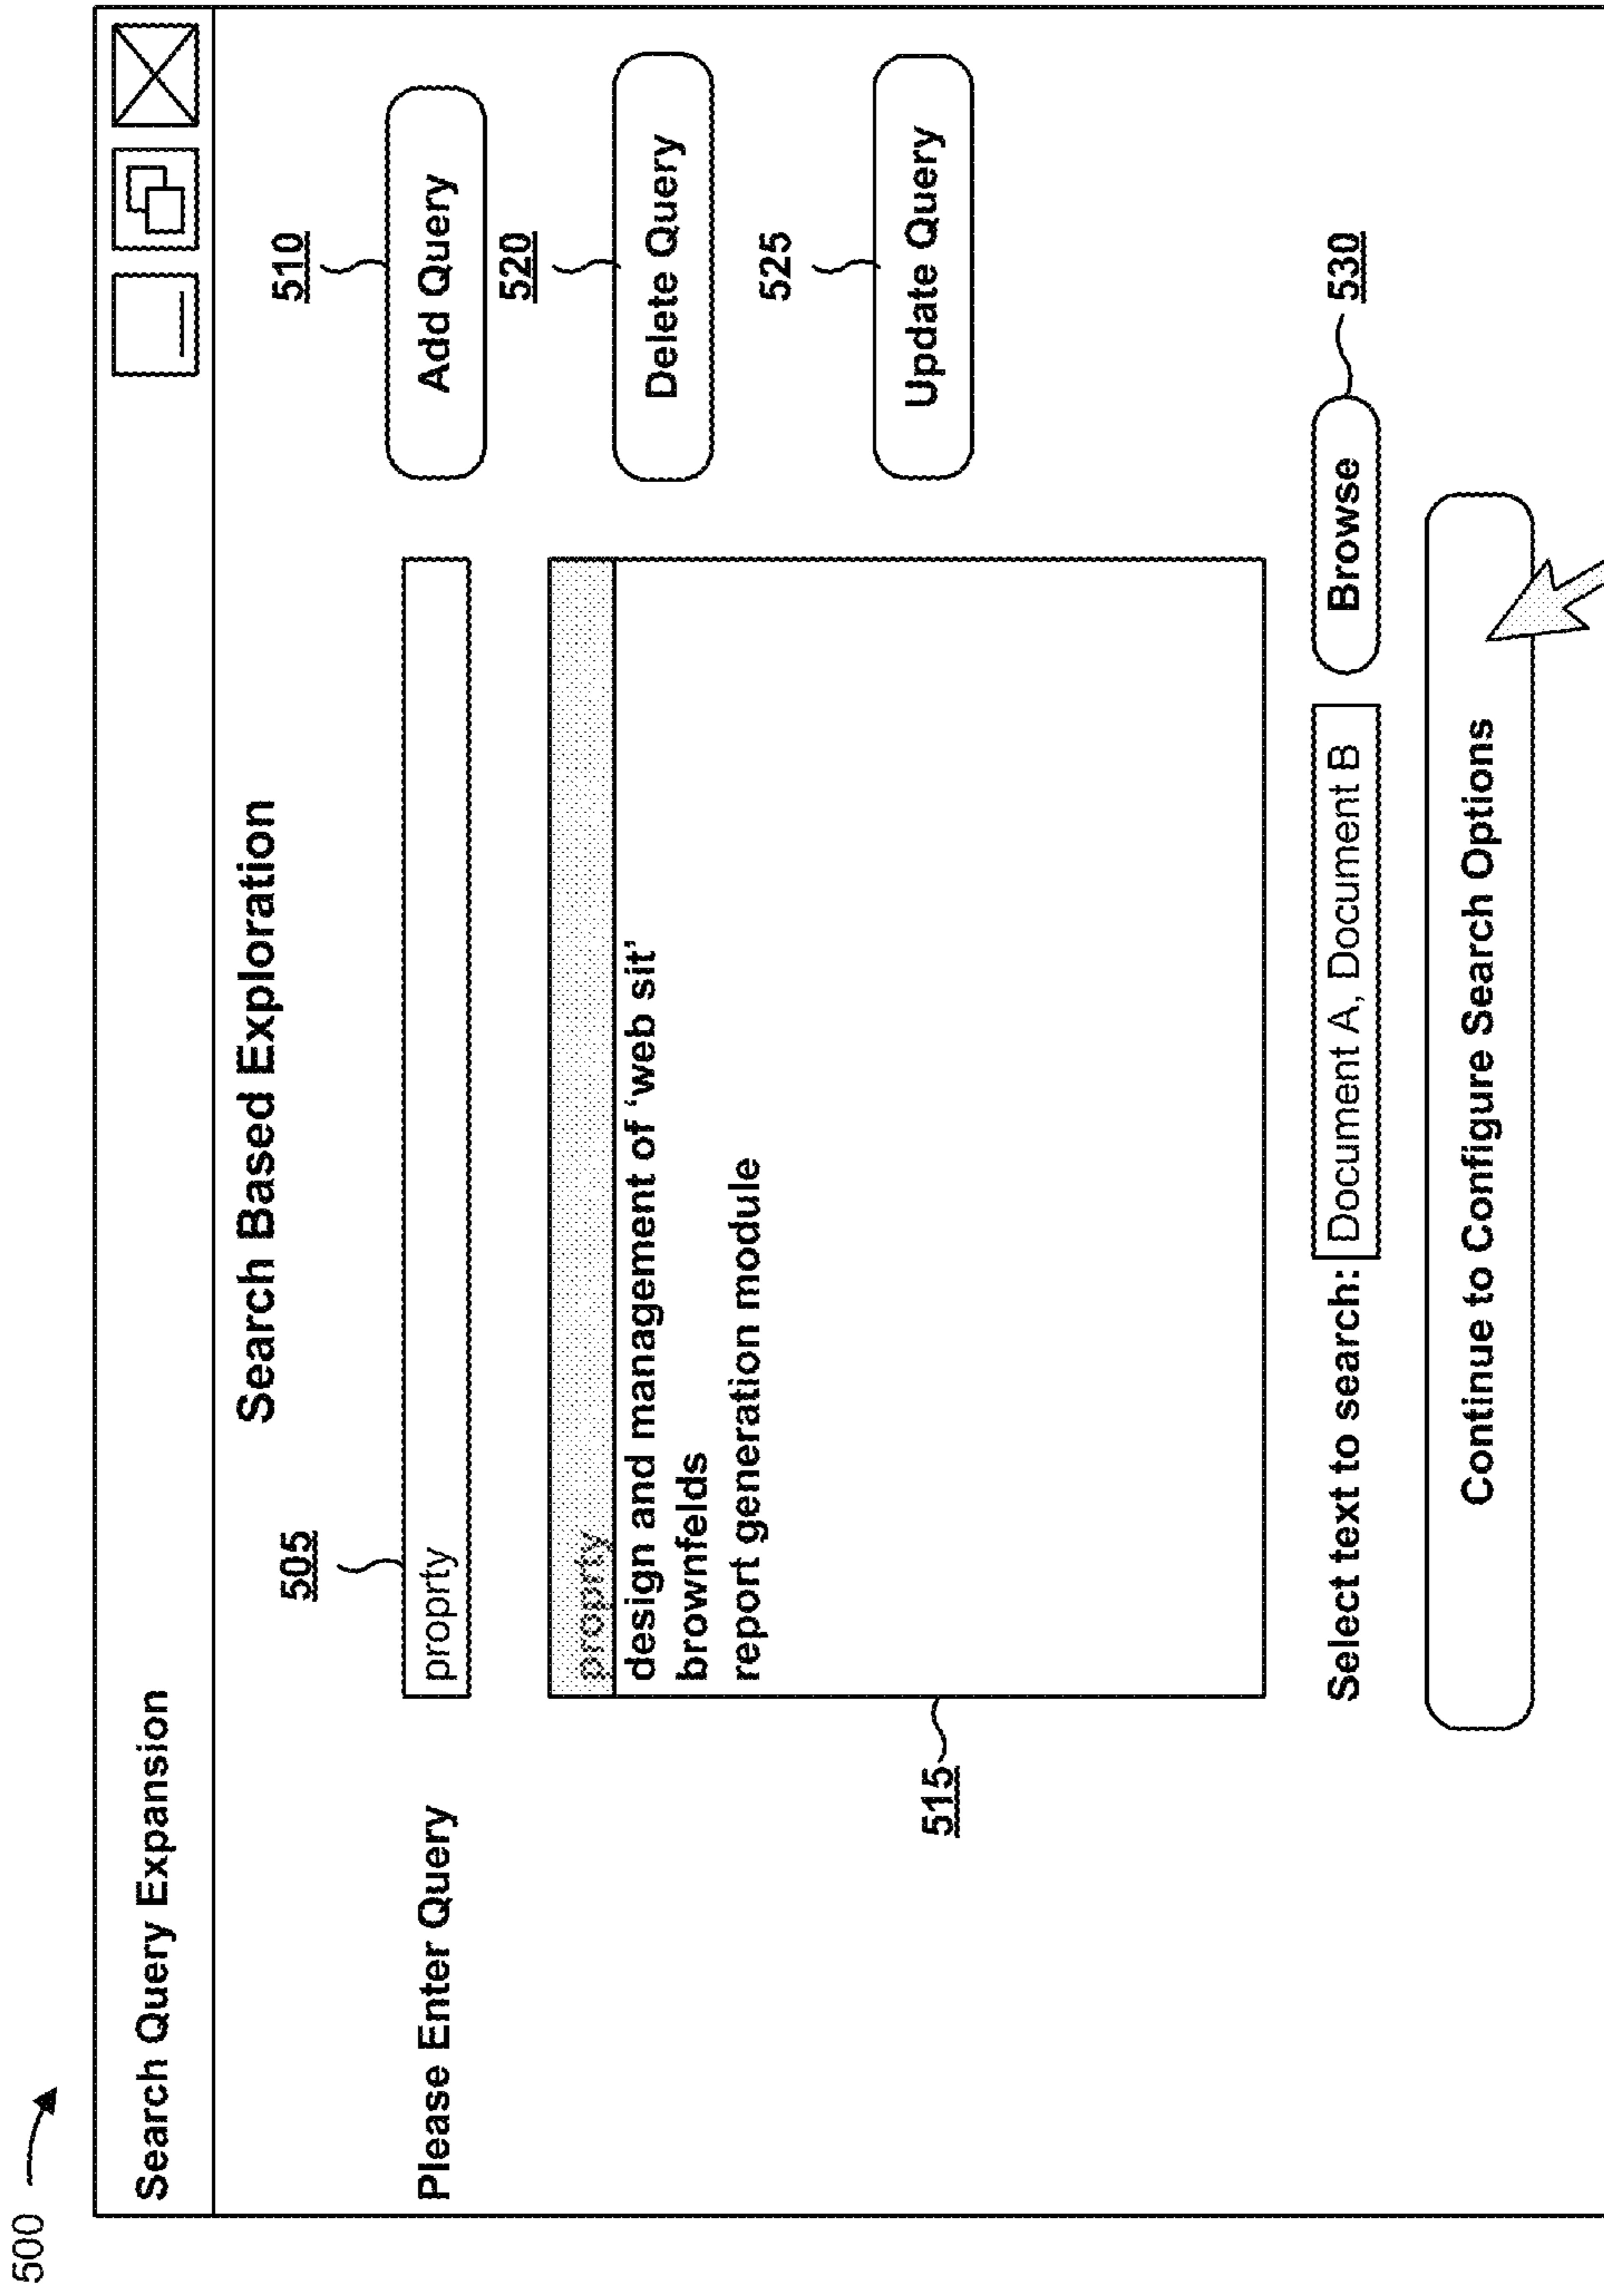 500
Search Query Expansion
Search Based Exploration
505
510
Please Enter Query
proprty
Add Query
520
proprty
design and management of ‘web sit’
brownfelds
report generation module
Delete Query
525
515
Update Query
Select text to search:
Document A, Document B
Browse
530
Continue to Configure Search Options